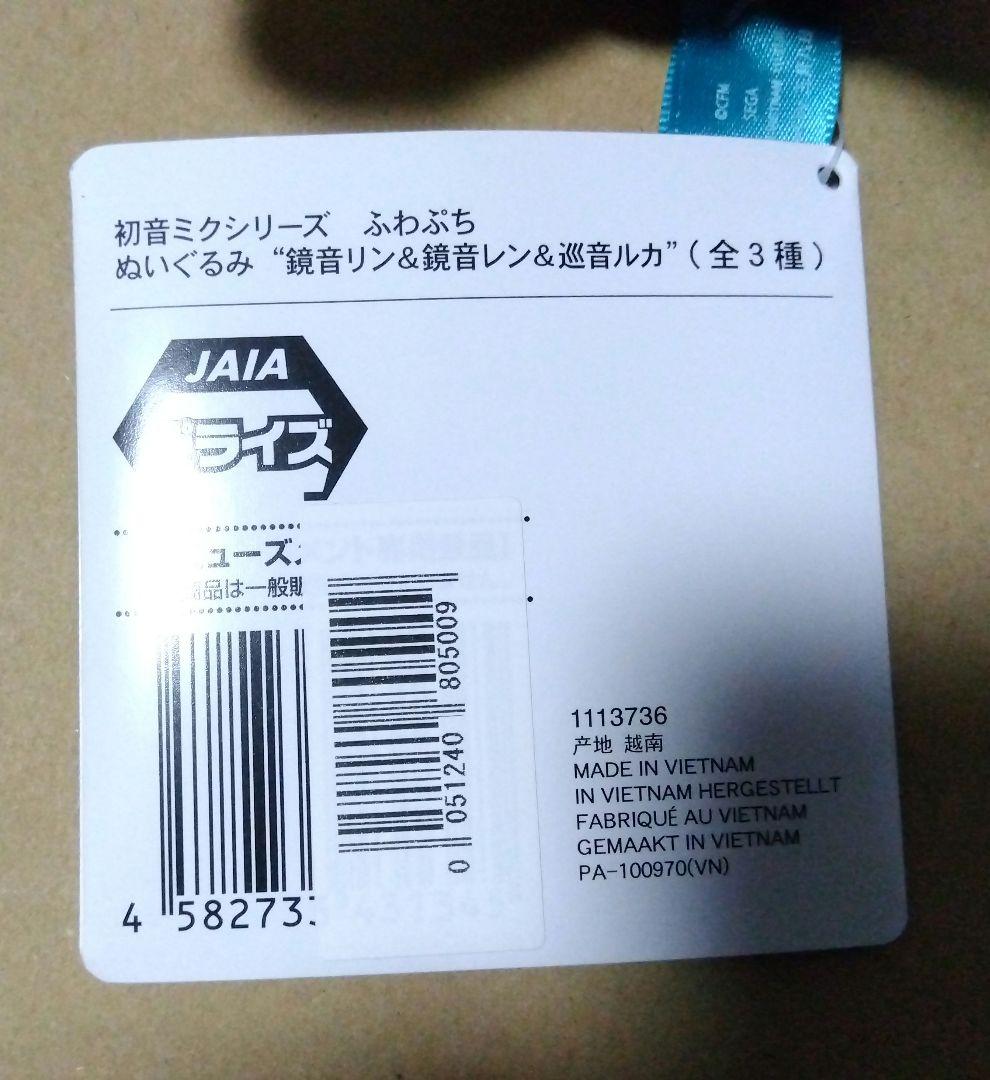 ©CFM
SEGA
初音ミクシリーズ ふわぷち
ぬいぐるみ “鏡音リン&鏡音レン&巡音ルカ” ( 全 3 種 )
JAIA
プライズ
ューズ
品は一般販
805009
051240
0
4 582733
1113736
产地 越南
MADE IN VIETNAM
IN VIETNAM HERGESTELLT
FABRIQUÉ AU VIETNAM
GEMAAKT IN VIETNAM
PA-100970(VN)